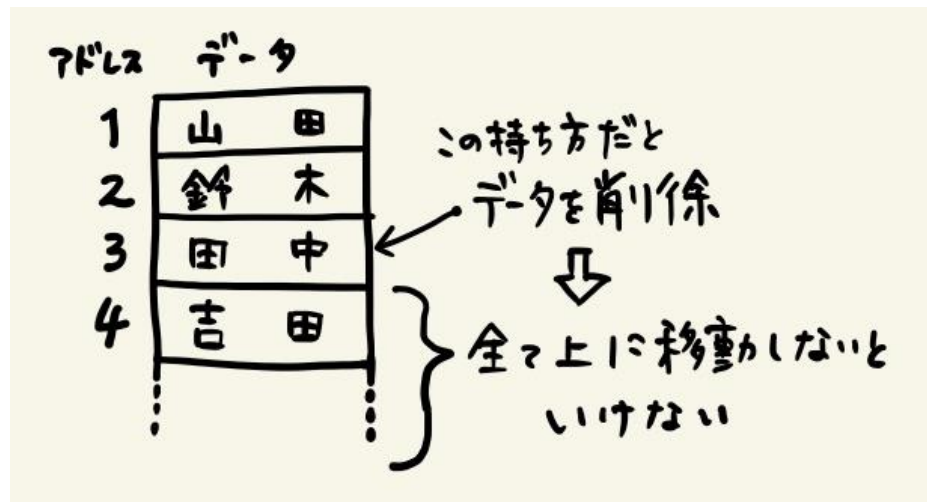 アドレス データ
1 山田
2 鈴木
3 田中
4 吉田
この持ち方だと
データを削除
全て上に移動しないと
いけない